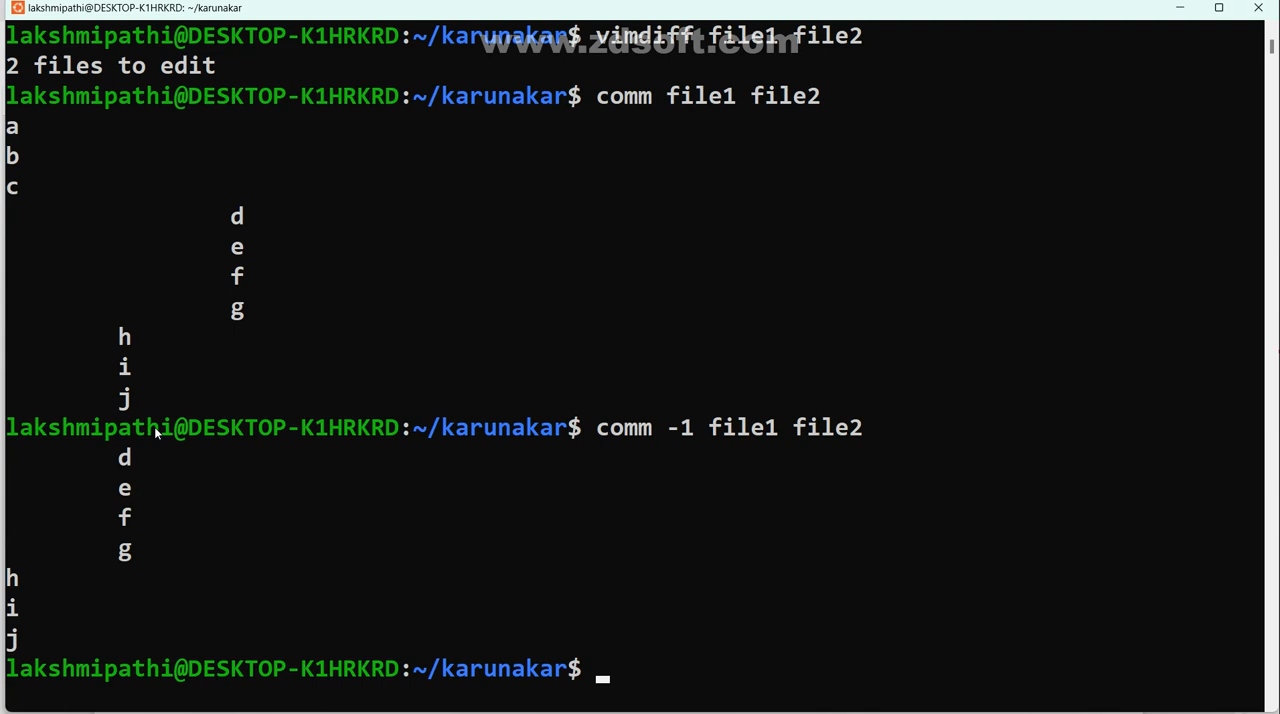 lakshmipathi@DESKTOP-K1HRKRD: ~/karunakar
www.zdsoft.com
lakshmipathi@DESKTOP-K1HRKRD:~/karunakar$ vimdiff file1 file2
2 files to edit
lakshmipathi@DESKTOP-K1HRKRD:~/karunakar$ comm file1 file2
a
b
c
d
e
f
g
h
i
j
lakshmipathi@DESKTOP-K1HRKRD:~/karunakar$ comm -1 file1 file2
d
e
f
g
h
i
j
lakshmipathi@DESKTOP-K1HRKRD:~/karunakar$